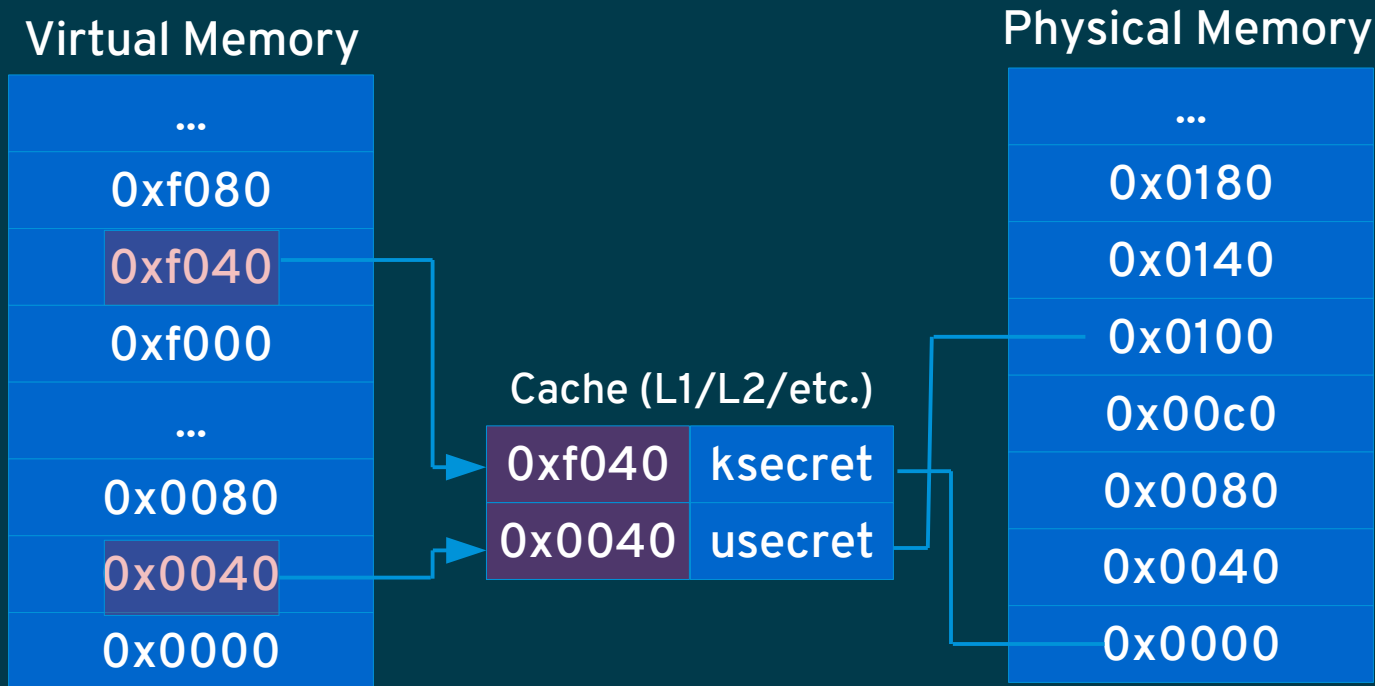 Virtual Memory
...
0xf080
0xf040
0xf000
...
0x0080
0x0040
0x0000
Cache (L1/L2/etc.)
0xf040 ksecret
0x0040 usecret
Physical Memory
...
0x0180
0x0140
0x0100
0x00c0
0x0080
0x0040
0x0000